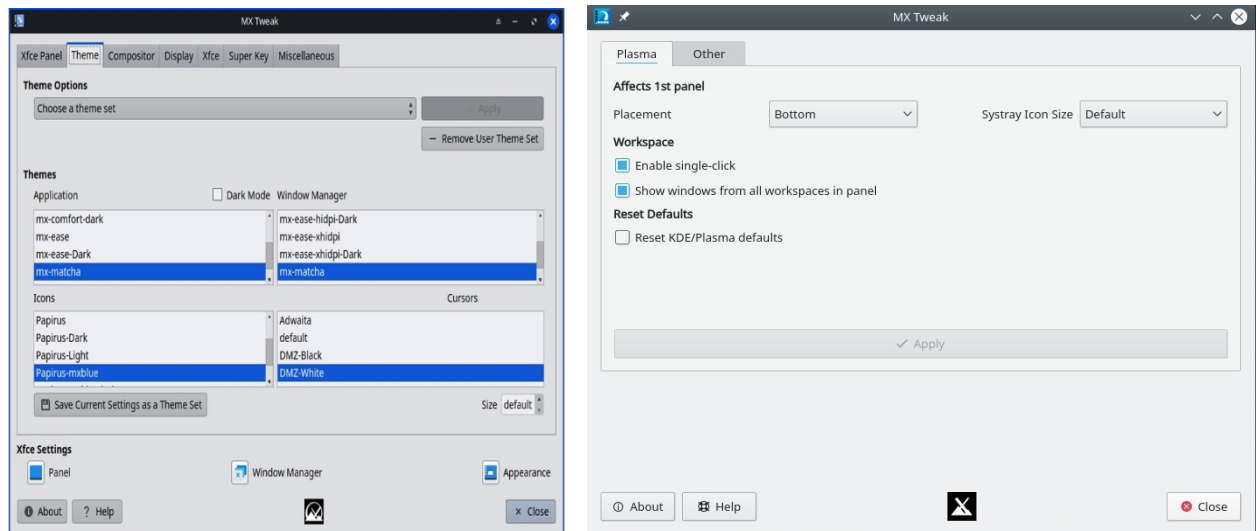 MX Tweak
Xfce Panel Theme Compositor Display Xfce Super Key Miscellaneous
Theme Options
Choose a theme set
Apply
Remove User Theme Set
Themes
Application Dark Mode Window Manager
mx-comfort-dark
mx-ease
mx-ease-Dark
mx-matcha
mx-ease-hidpi-Dark
mx-ease-xhidpi
mx-ease-xhidpi-Dark
mx-matcha
Icons Cursors
Papirus
Papirus-Dark
Papirus-Light
Papirus-mxblue
Adwaita
default
DMZ-Black
DMZ-White
Save Current Settings as a Theme Set Size default
Xfce Settings
Panel Window Manager Appearance
About ? Help × Close
MX Tweak
Plasma Other
Affects 1st panel
Placement Bottom Systray Icon Size Default
Workspace
Enable single-click
Show windows from all workspaces in panel
Reset Defaults
Reset KDE/Plasma defaults
Apply
About Help Close